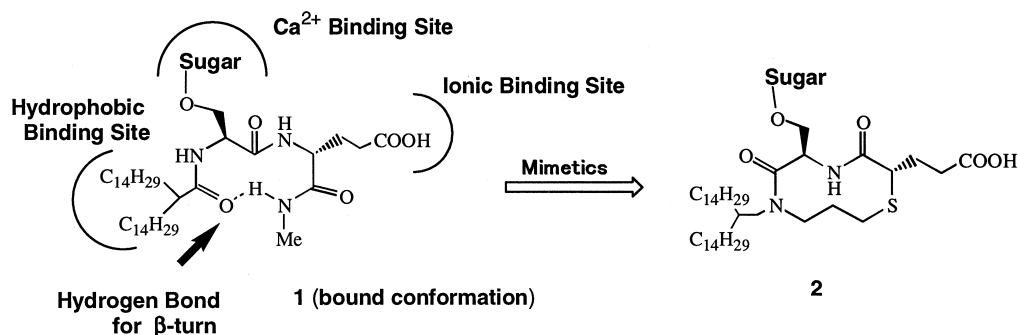 Ca2+ Binding Site
Sugar
Ionic Binding Site
Hydrophobic
Binding Site
O
O
H
N
COOH
HN
C14H29
O
H
N
O
C14H29
Me
Hydrogen Bond
for β-turn
1 (bound conformation)
Mimetics
Sugar
O
O
O
N
H
COOH
C14H29
N
S
C14H29
2